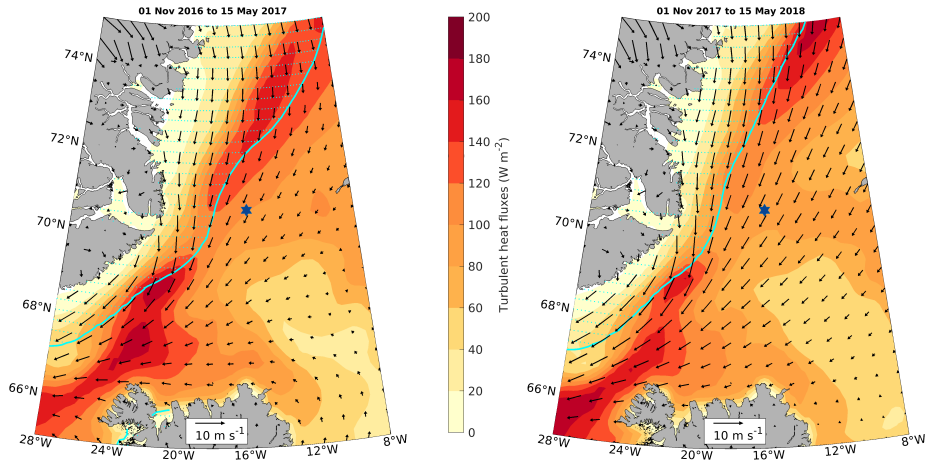 01 Nov 2016 to 15 May 2017
74°N
72°N
70°N
68°N
66°N
28°W
24°W
20°W
16°W
12°W
8°W
10 m s-1
200
180
160
140
120
100
80
60
40
20
0
Turbulent heat fluxes (W m-2)
01 Nov 2017 to 15 May 2018
74°N
72°N
70°N
68°N
66°N
28°W
24°W
20°W
16°W
12°W
8°W
10 m s-1